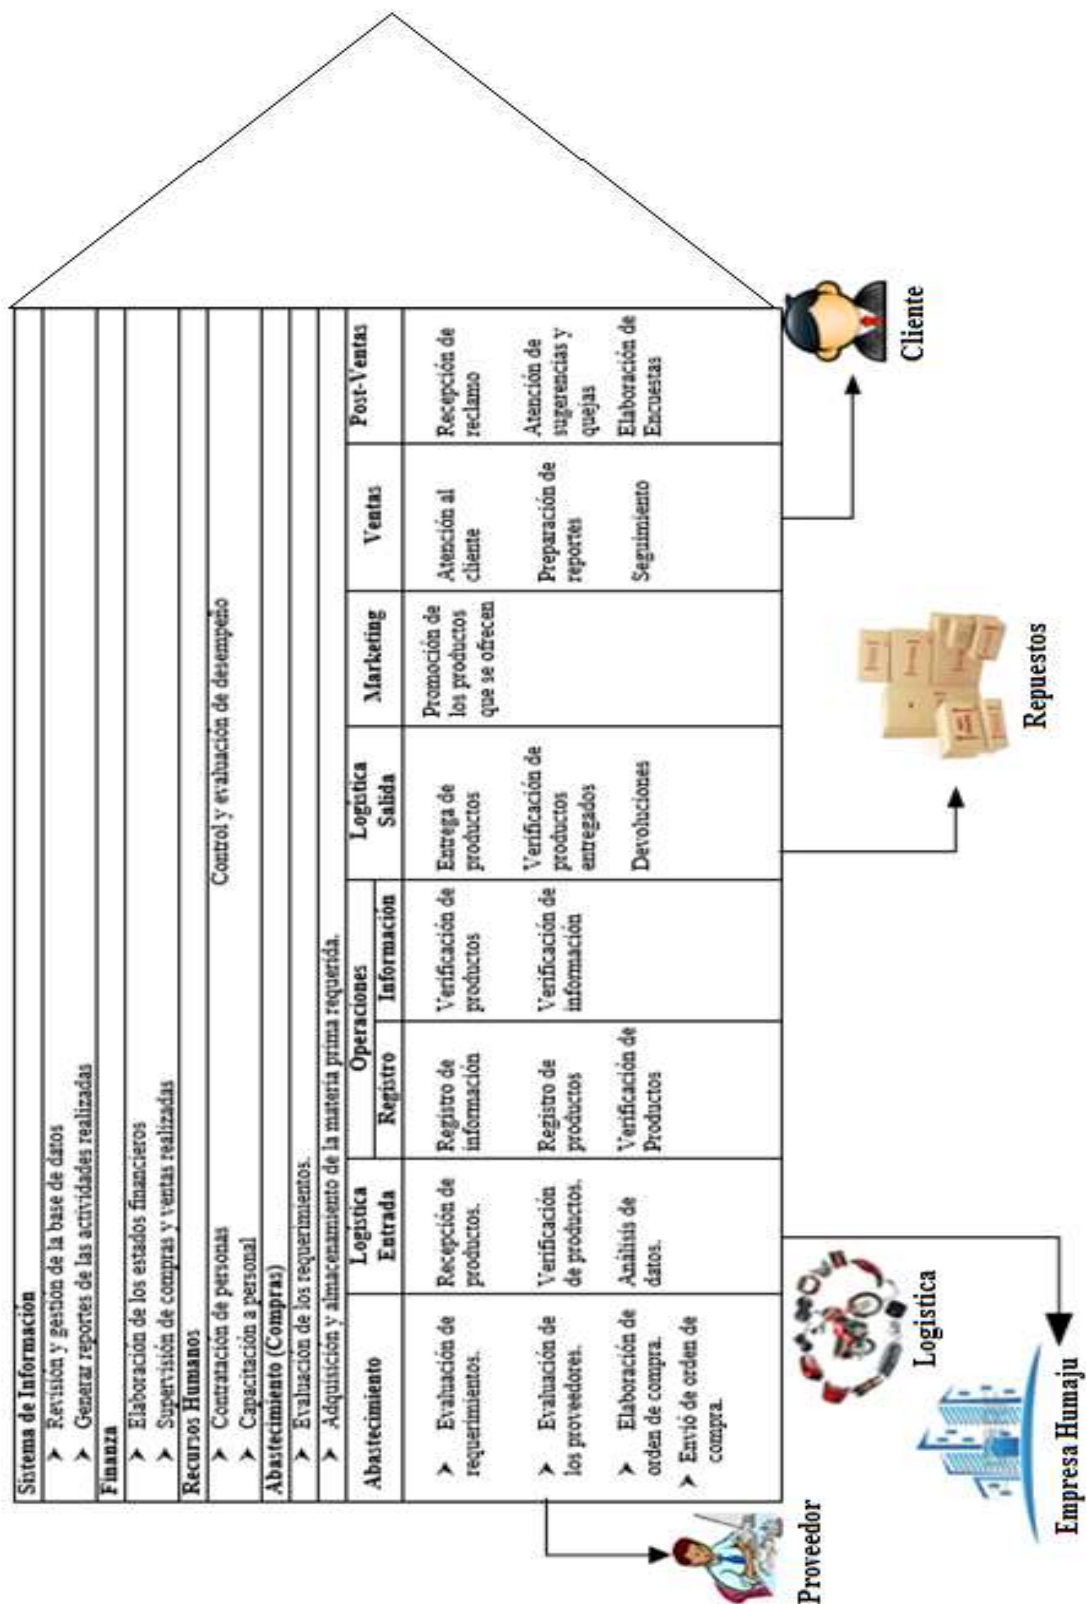 Sistema de Información
➤ Revisión y gestión de la base de datos
➤ Generar reportes de las actividades realizadas
Finanza
➤ Elaboración de los estados financieros
➤ Supervisión de compras y ventas realizadas
Recursos Humanos
➤ Contratación de personas
Control y evaluación de desempeño
➤ Capacitación a personal
Abastecimiento (Compras)
➤ Evaluación de los requerimientos.
➤ Adquisición y almacenamiento de la materia prima requerida.
Abastecimiento
➤ Evaluación de
requerimientos.
➤ Evaluación de
los proveedores.
➤ Elaboración de
orden de compra.
➤ Envió de orden de
compra.
Logística
Entrada
Recepción de
productos.
Verificación
de productos.
Análisis de
datos.
Operaciones
Registro
Registro de
información
Registro de
productos
Verificación de
Productos
Información
Verificación de
productos
Verificación de
información
Logística
Salida
Entrega de
productos
Verificación de
productos
entregados
Devoluciones
Marketing
Promoción de
los productos
que se ofrecen
Ventas
Atención al
cliente
Preparación de
reportes
Seguimiento
Post-Ventas
Recepción de
reclamo
Atención de
sugerencias y
quejas
Elaboración de
Encuestas
Proveedor
Empresa Humaju
Logistica
Repuestos
Cliente